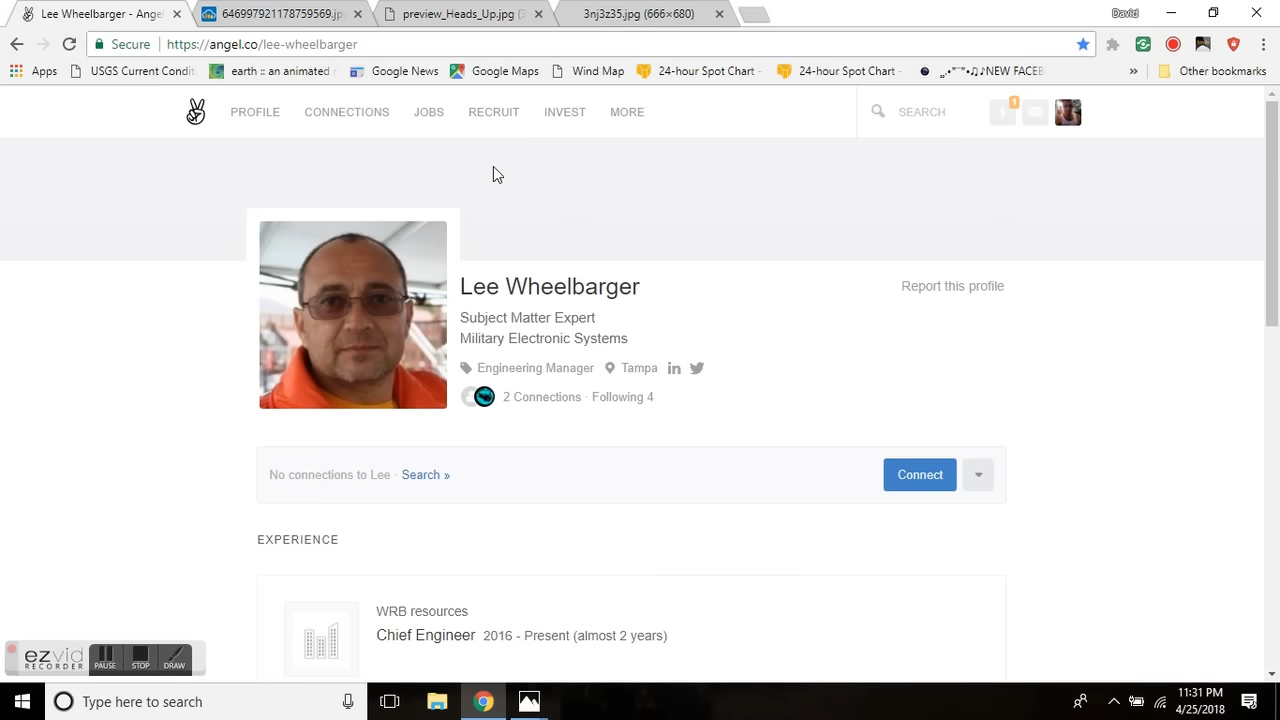 Lee Wheelbarger - Angel
646997921178759569.jpg
preview_Heads_Up.jpg (
3nj3z35.jpg (666×680)
David
Secure
https://angel.co/lee-wheelbarger
Apps
USGS Current Condit
earth :: an animated
Google News
Google Maps
Wind Map
24-hour Spot Chart -
24-hour Spot Chart -
NEW FACEB
»
Other bookmarks
PROFILE CONNECTIONS JOBS RECRUIT INVEST MORE
SEARCH
1
Lee Wheelbarger
Report this profile
Subject Matter Expert
Military Electronic Systems
Engineering Manager Tampa in
2 Connections · Following 4
No connections to Lee · Search »
Connect
EXPERIENCE
WRB resources
Chief Engineer 2016 - Present (almost 2 years)
ezvid
RECORDER
PAUSE STOP DRAW
Type here to search
11:31 PM
4/25/2018